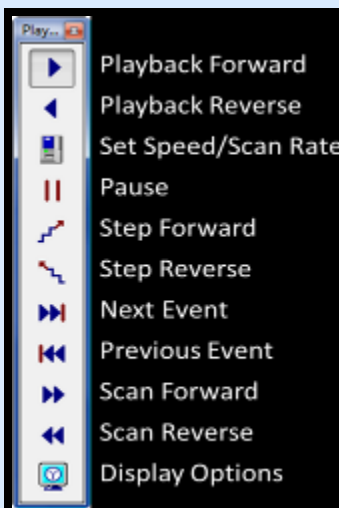 Play...
Playback Forward
Playback Reverse
Set Speed/Scan Rate
Pause
Step Forward
Step Reverse
Next Event
Previous Event
Scan Forward
Scan Reverse
Display Options